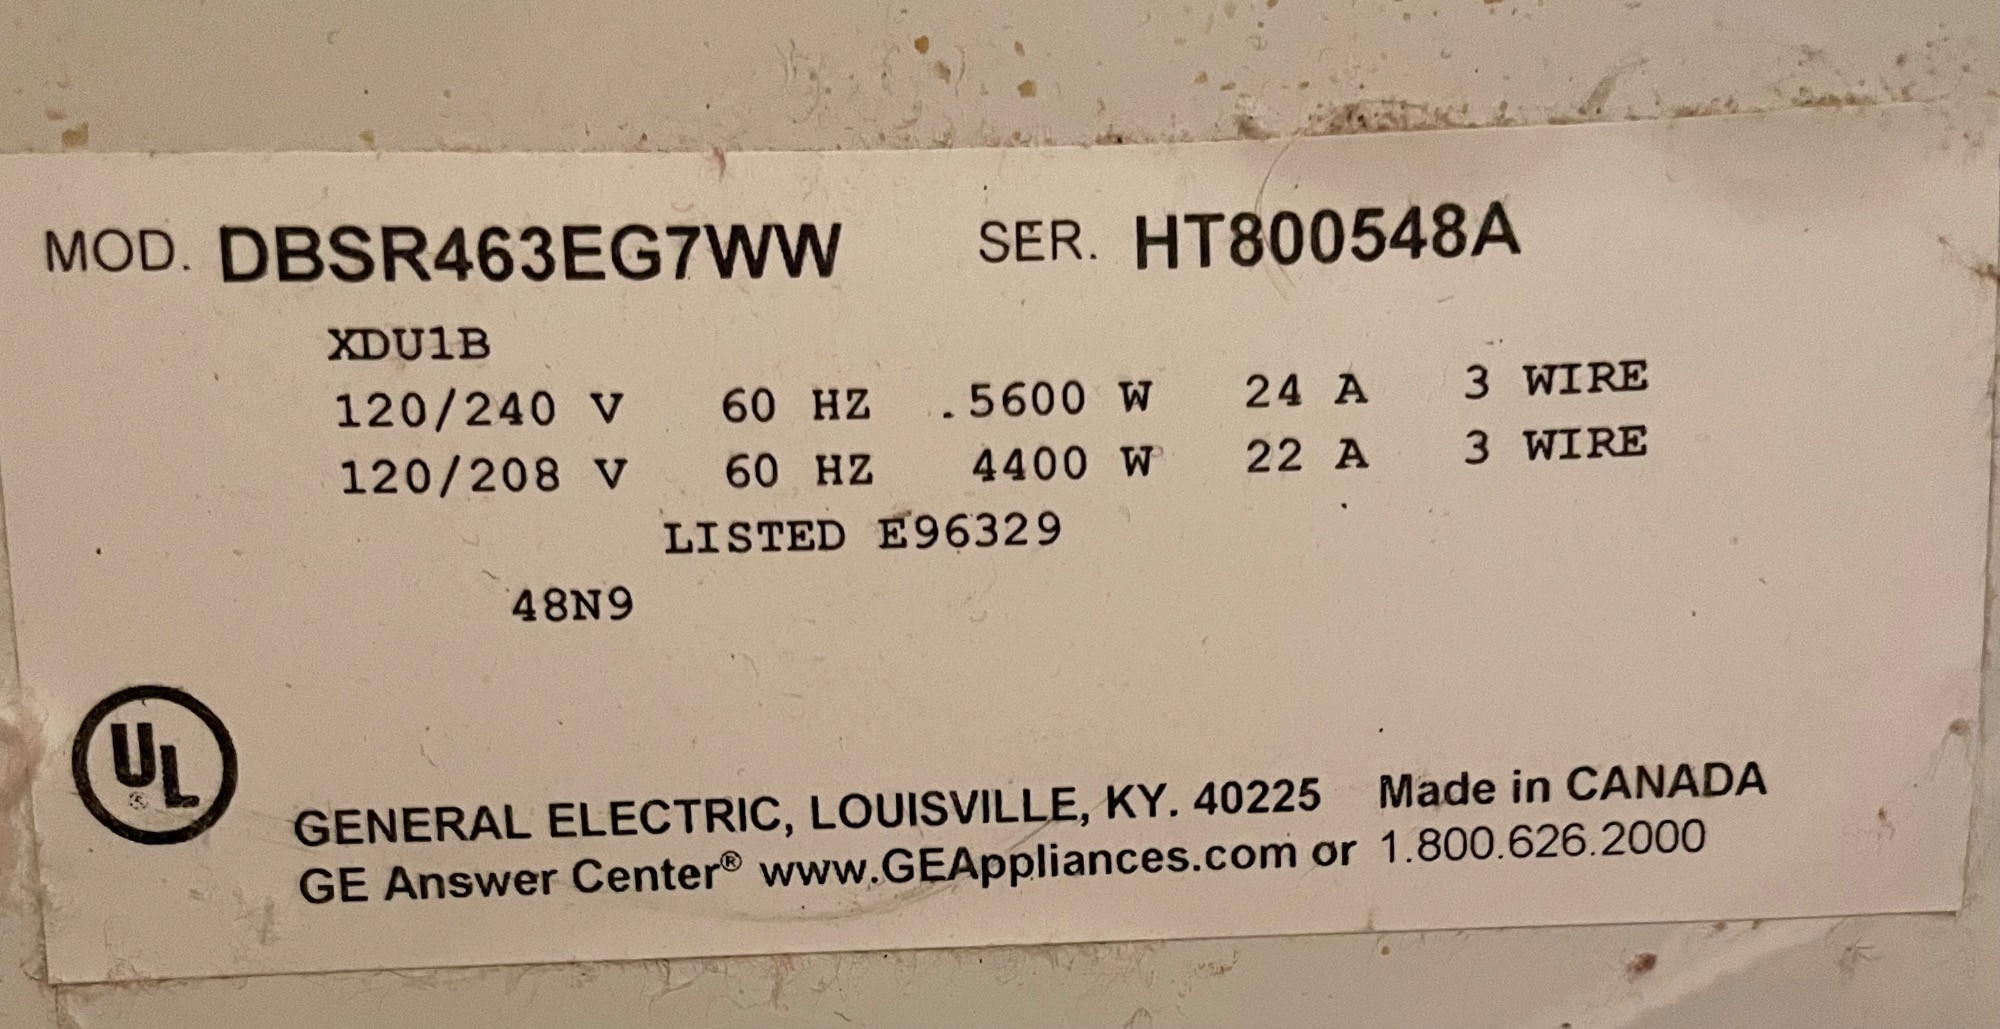 MOD. DBSR463EG7WW SER. HT800548A
XDU1B
120/240 V 60 HZ .5600 W 24 A 3 WIRE
120/208 V 60 HZ 4400 W 22 A 3 WIRE
LISTED E96329
48N9
UL ®
GENERAL ELECTRIC, LOUISVILLE, KY. 40225 Made in CANADA
GE Answer Center® www.GEAppliances.com or 1.800.626.2000